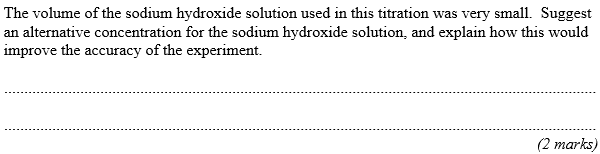 The volume of the sodium hydroxide solution used in this titration was very small.  Suggest
an alternative concentration for the sodium hydroxide solution, and explain how this would
improve the accuracy of the experiment.
....................................................................................................................................................
....................................................................................................................................................
(2 marks)